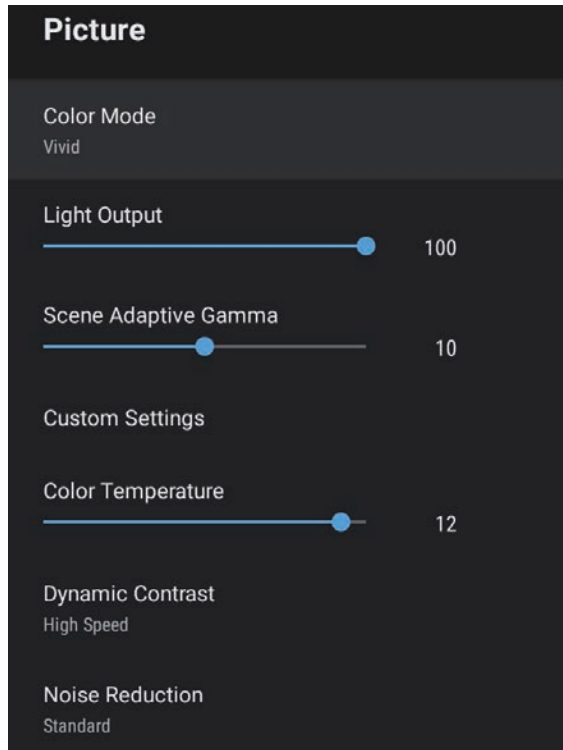 Picture
Color Mode
Vivid
Light Output
100
Scene Adaptive Gamma
10
Custom Settings
Color Temperature
12
Dynamic Contrast
High Speed
Noise Reduction
Standard